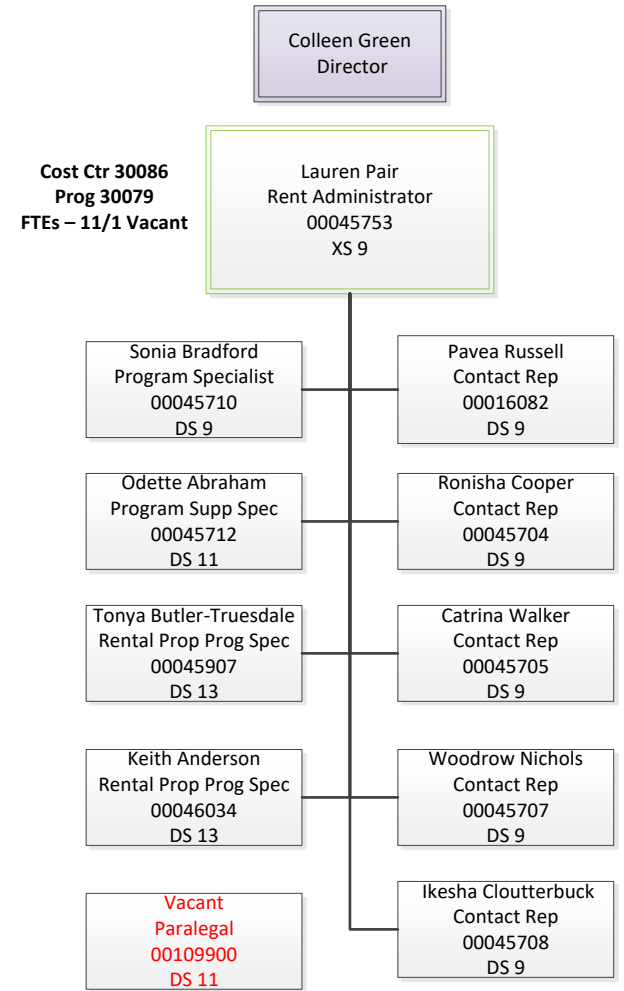 Colleen Green
Director
Cost Ctr 30086
Prog 30079
FTEs – 11/1 Vacant
Lauren Pair
Rent Administrator
00045753
XS 9
Sonia Bradford
Program Specialist
00045710
DS 9
Pavea Russell
Contact Rep
00016082
DS 9
Odette Abraham
Program Supp Spec
00045712
DS 11
Ronisha Cooper
Contact Rep
00045704
DS 9
Tonya Butler-Truesdale
Rental Prop Prog Spec
00045907
DS 13
Catrina Walker
Contact Rep
00045705
DS 9
Keith Anderson
Rental Prop Prog Spec
00046034
DS 13
Woodrow Nichols
Contact Rep
00045707
DS 9
Vacant
Paralegal
00109900
DS 11
Ikesha Cloutterbuck
Contact Rep
00045708
DS 9